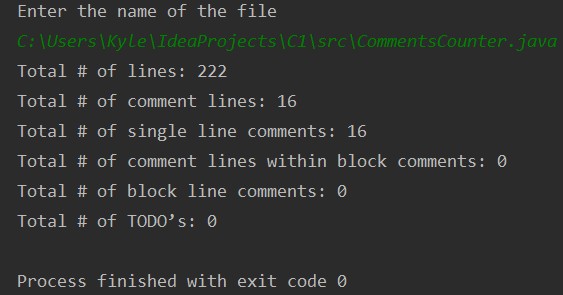 Enter the name of the file
C:\Users\Kyle\IdeaProjects\C1\src\CommentsCounter.java
Total # of lines: 222
Total # of comment lines: 16
Total # of single line comments: 16
Total # of comment lines within block comments: 0
Total # of block line comments: 0
Total # of TODO’s: 0
Process finished with exit code 0